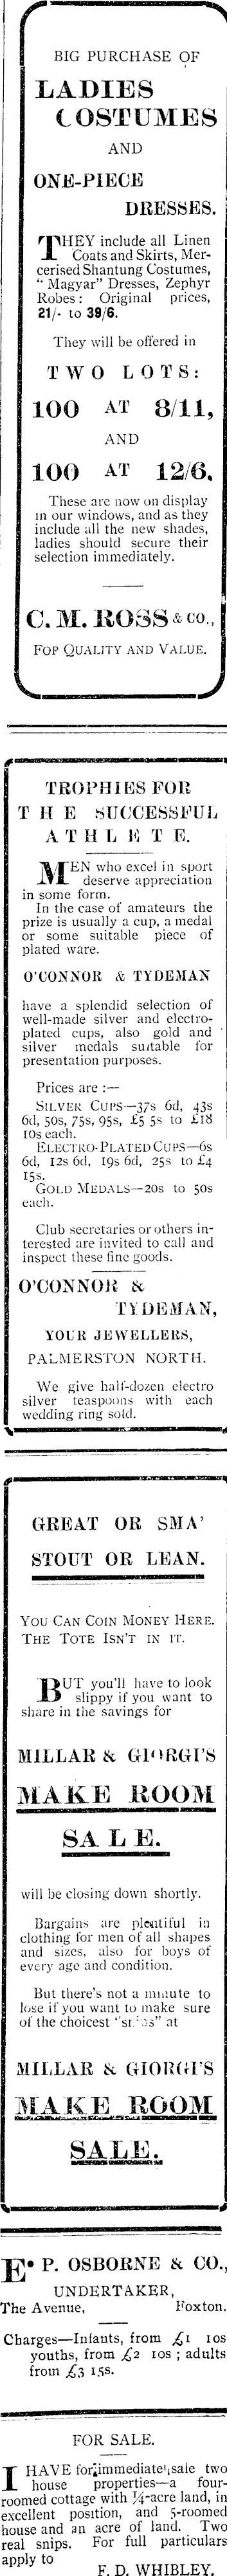 BIG PURCHASE OF
LADIES
COSTUMES
AND
ONE-PIECE
DRESSES.
THEY include all Linen
Coats and Skirts, Mer-
cerised Shantung Costumes,
“Magyar” Dresses, Zephyr
Robes: Original prices,
21/- to 39/6.
They will be offered in
TWO LOTS:
100 AT 8/11,
AND
100 AT 12/6.
These are now on display
in our windows, and as they
include all the new shades,
ladies should secure their
selection immediately.
C. M. ROSS & CO.,
FOR QUALITY AND VALUE.
TROPHIES FOR
THE SUCCESSFUL
ATHLETE.
MEN who excel in sport
deserve appreciation
in some form.
In the case of amateurs the
prize is usually a cup, a medal
or some suitable piece of
plated ware.
O'CONNOR & TYDEMAN
have a splendid selection of
well-made silver and electro-
plated cups, also gold and
silver medals suitable for
presentation purposes.
Prices are :—
SILVER CUPS—37s 6d, 43s
6d, 50s, 75s, 95s, £5 5s to £18
10s each.
ELECTRO-PLATED CUPS—6s
6d, 12s 6d, 19s 6d, 25s to £4
15s.
GOLD MEDALS—20s to 50s
each.
Club secretaries or others in-
terested are invited to call and
inspect these fine goods.
O'CONNOR &
TYDEMAN,
YOUR JEWELLERS,
PALMERSTON NORTH.
We give half-dozen electro
silver teaspoons with each
wedding ring sold.
GREAT OR SMA'
STOUT OR LEAN.
YOU CAN COIN MONEY HERE.
THE TOTE ISN'T IN IT.
BUT you'll have to look
slippy if you want to
share in the savings for
MILLAR & GIORGI'S
MAKE ROOM
SALE.
will be closing down shortly.
Bargains are plentiful in
clothing for men of all shapes
and sizes, also for boys of
every age and condition.
But there's not a minute to
lose if you want to make sure
of the choicest at
MILLAR & GIORGI'S
MAKE ROOM
SALE.
E. P. OSBORNE & CO.,
UNDERTAKER,
The Avenue, Foxton.
Charges—Infants, from £1 10s
youths, from £2 10s ; adults
from £3 15s.
FOR SALE.
I HAVE for immediate sale two
house properties—a four-
roomed cottage with ¼-acre land, in
excellent position, and 5-roomed
house and an acre of land. Two
real snips. For full particulars
apply to
F. D. WHIBLEY.